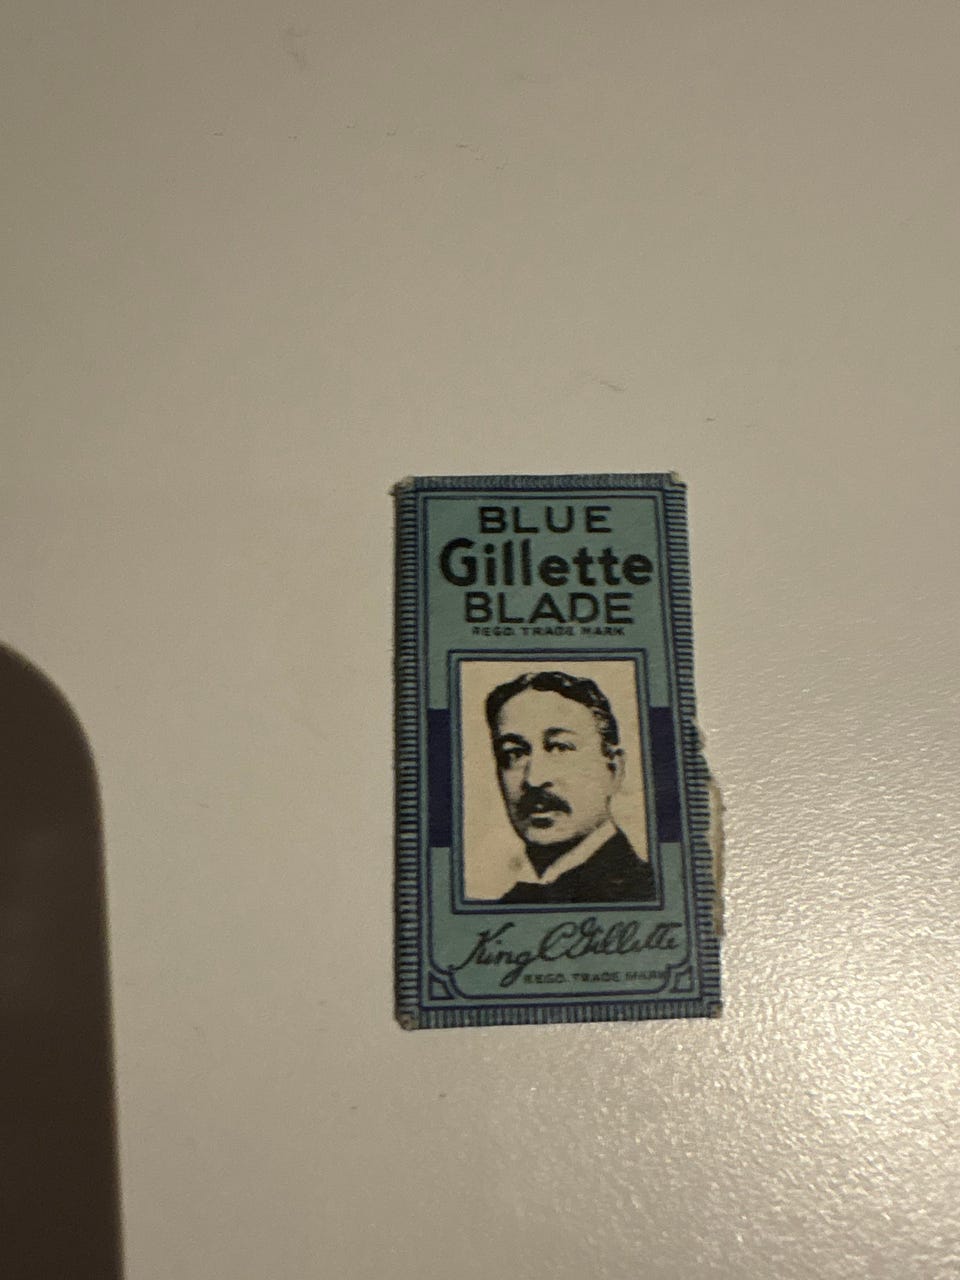 BLUE
Gillette
BLADE
REGD. TRADE MARK
King C Gillette
REGD. TRADE MARK